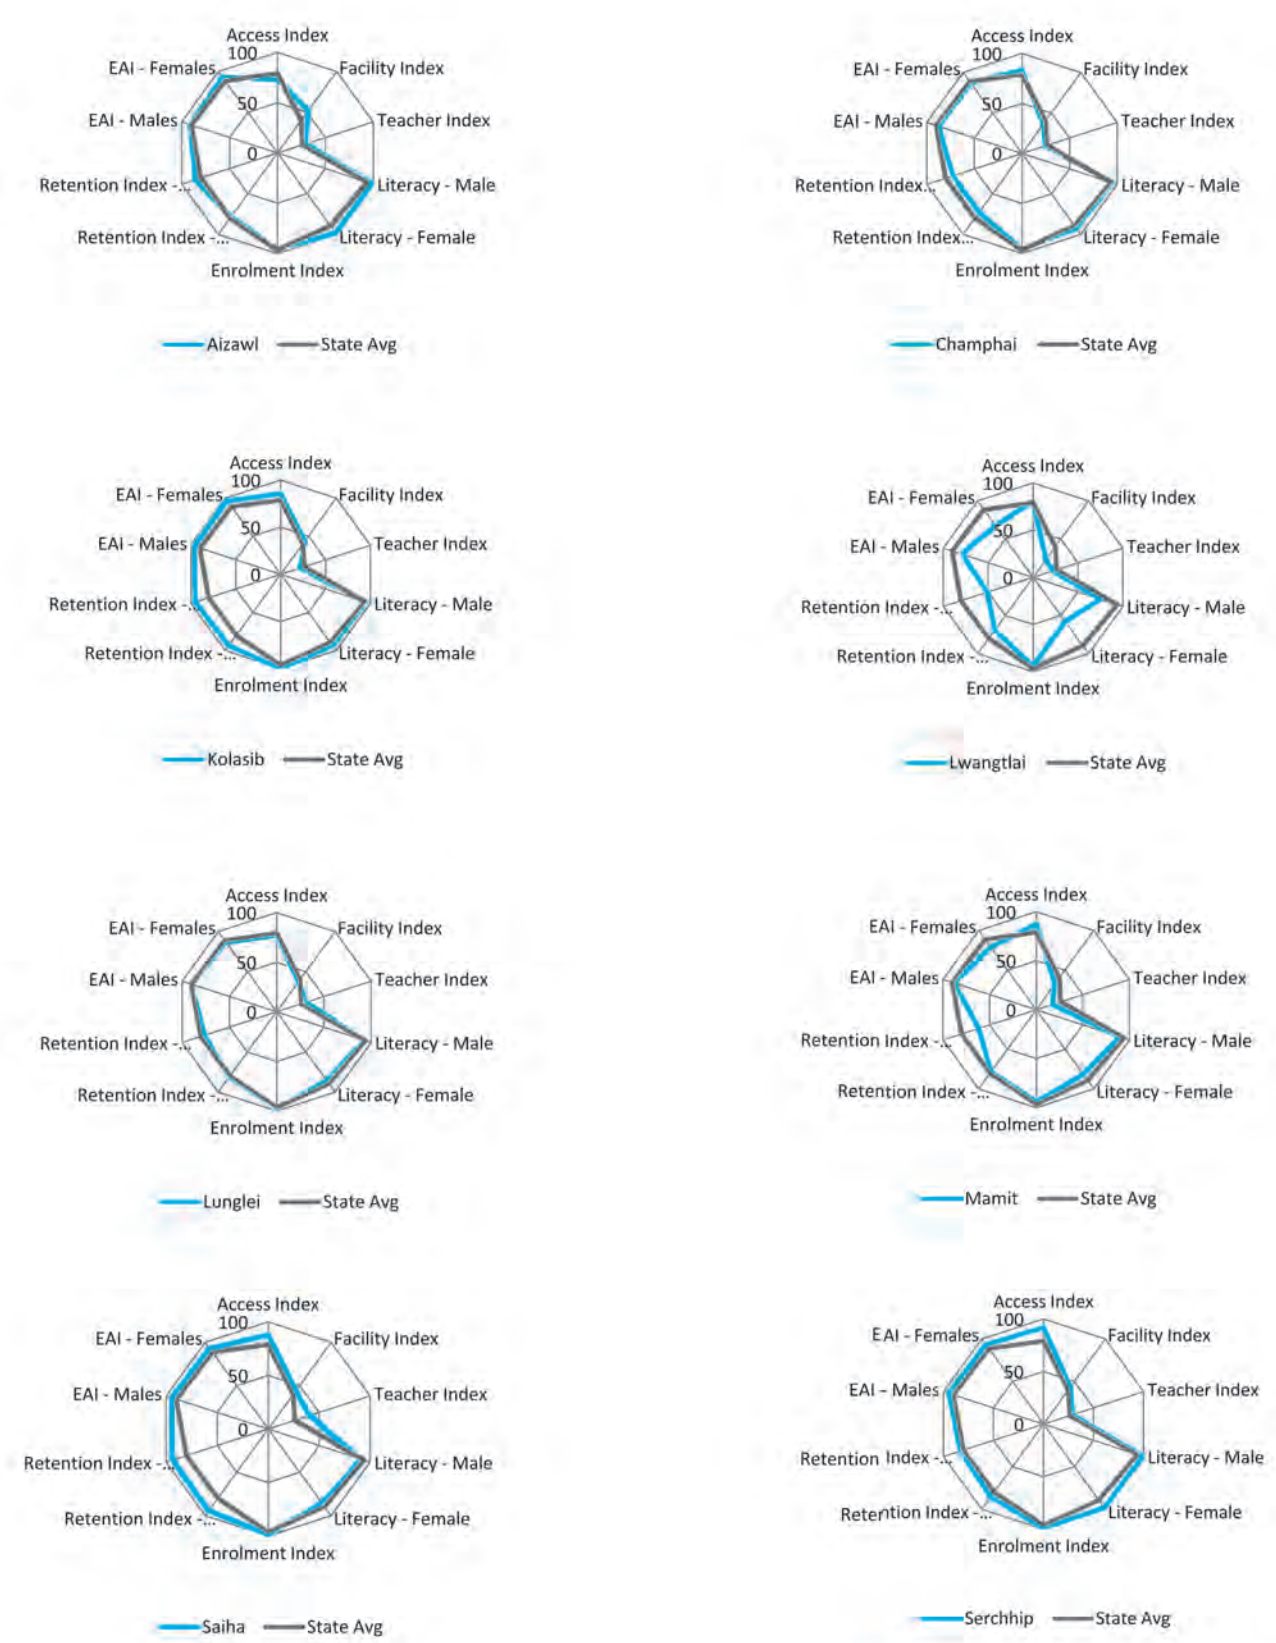 Access Index
100
EAI - Females
Facility Index
50
EAI - Males
Teacher Index
0
Retention Index -...
Literacy - Male
Retention Index -...
Literacy - Female
Enrolment Index
Aizawl State Avg
Access Index
100
EAI - Females
Facility Index
50
EAI - Males
Teacher Index
0
Retention Index...
Literacy - Male
Retention Index...
Literacy - Female
Enrolment Index
Champhai State Avg
Access Index
100
EAI - Females
Facility Index
50
EAI - Males
Teacher Index
0
Retention Index -...
Literacy - Male
Retention Index -...
Literacy - Female
Enrolment Index
Kolasib State Avg
Access Index
100
EAI - Females
Facility Index
50
EAI - Males
Teacher Index
0
Retention Index -...
Literacy - Male
Retention Index -...
Literacy - Female
Enrolment Index
Lwangtlai State Avg
Access Index
100
EAI - Females
Facility Index
50
EAI - Males
Teacher Index
0
Retention Index -...
Literacy - Male
Retention Index -...
Literacy - Female
Enrolment Index
Lunglei State Avg
Access Index
100
EAI - Females
Facility Index
50
EAI - Males
Teacher Index
0
Retention Index -...
Literacy - Male
Retention Index -...
Literacy - Female
Enrolment Index
Mamit State Avg
Access Index
100
EAI - Females
Facility Index
50
EAI - Males
Teacher Index
0
Retention Index -...
Literacy - Male
Retention Index -...
Literacy - Female
Enrolment Index
Saiha State Avg
Access Index
100
EAI - Females
Facility Index
50
EAI - Males
Teacher Index
0
Retention Index -...
Literacy - Male
Retention Index -...
Literacy - Female
Enrolment Index
Serchhip State Avg